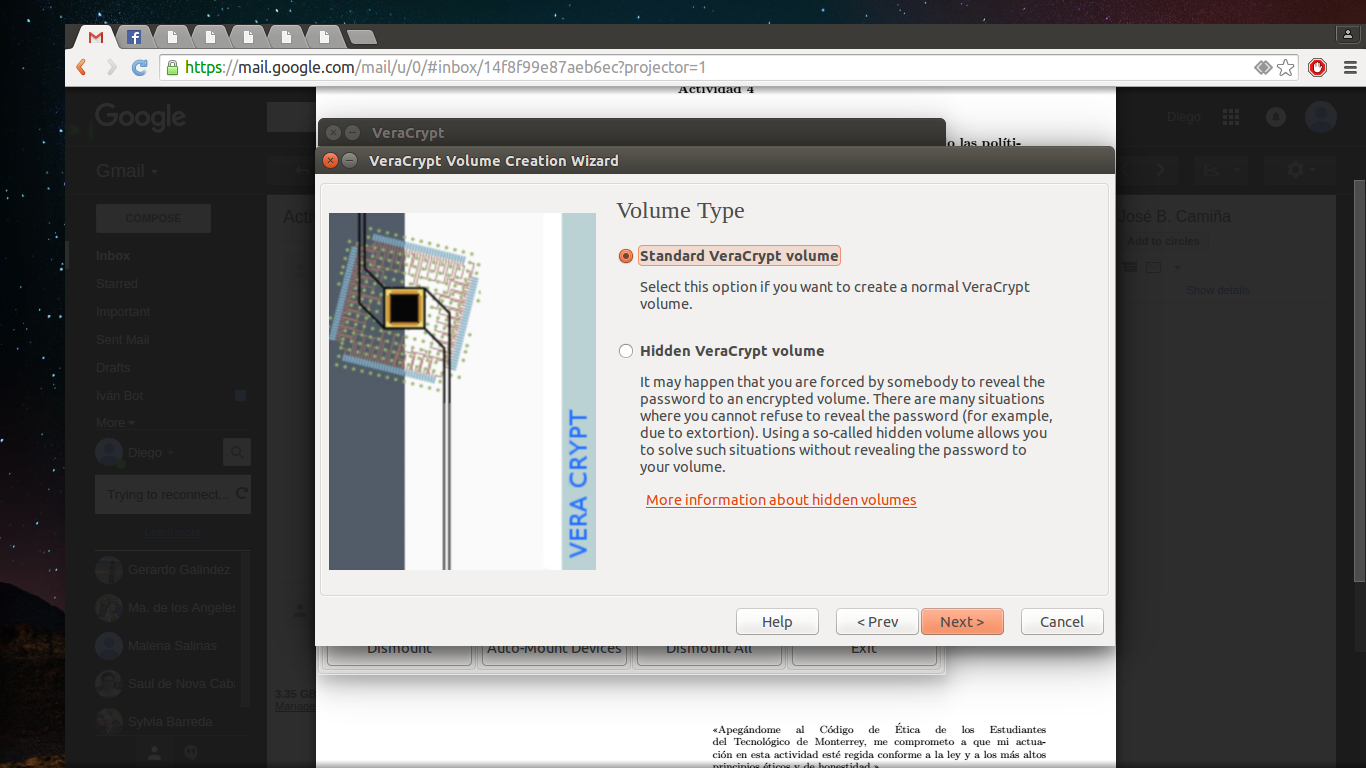 https://mail.google.com/mail/u/0/#inbox/14f8f99e87aeb6ec?projector=1
Actividad 4
Google
Diego
VeraCrypt
o las políti-
VeraCrypt Volume Creation Wizard
Gmail
José B. Camiña
COMPOSE
Add to circles
Inbox
Starred
Important
Sent Mail
Drafts
Iván Bot
More
Show details
Diego
Trying to reconnect...
Gerardo Galindez
Ma. de los Angeles
Malena Salinas
Saul de Nova Cab
Sylvia Barreda
3.35 GB
Manage
VERA CRYPT
Volume Type
Standard VeraCrypt volume
Select this option if you want to create a normal VeraCrypt
volume.
Hidden VeraCrypt volume
It may happen that you are forced by somebody to reveal the
password to an encrypted volume. There are many situations
where you cannot refuse to reveal the password (for example,
due to extortion). Using a so-called hidden volume allows you
to solve such situations without revealing the password to
your volume.
More information about hidden volumes
Help
< Prev
Next >
Cancel
Dismount
Auto-Mount Devices
Dismount All
Exit
«Apegándome al Código de Ética de los Estudiantes
del Tecnológico de Monterrey, me comprometo a que mi actua-
ción en esta actividad esté regida conforme a la ley y a los más altos
principios éticos y de honestidad.»